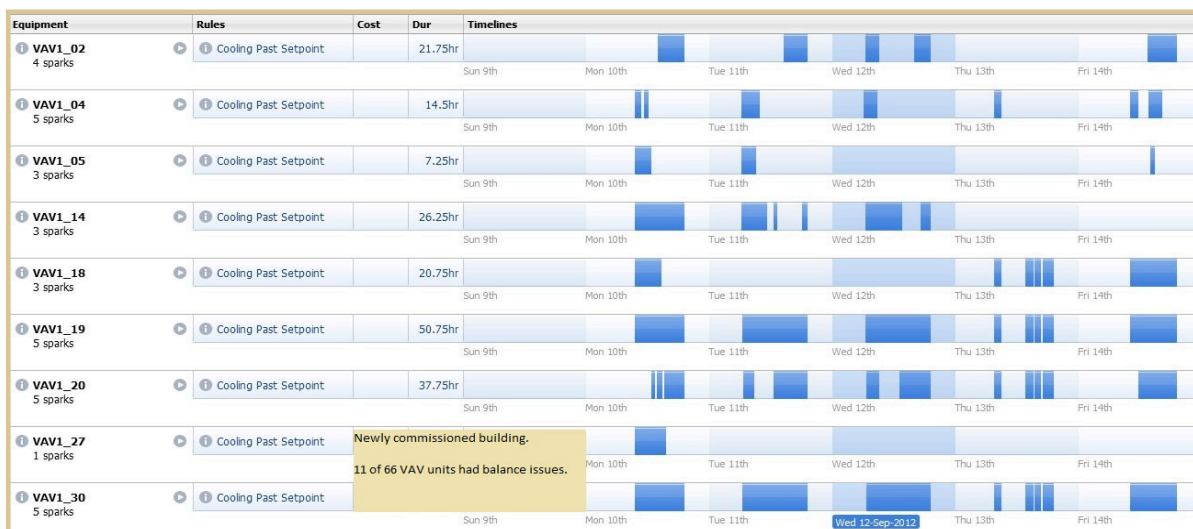 Equipment Rules Cost Dur Timelines
VAV1_02 Cooling Past Setpoint 21.75hr
4 sparks
Sun 9th Mon 10th Tue 11th Wed 12th Thu 13th Fri 14th
VAV1_04 Cooling Past Setpoint 14.5hr
5 sparks
Sun 9th Mon 10th Tue 11th Wed 12th Thu 13th Fri 14th
VAV1_05 Cooling Past Setpoint 7.25hr
3 sparks
Sun 9th Mon 10th Tue 11th Wed 12th Thu 13th Fri 14th
VAV1_14 Cooling Past Setpoint 26.25hr
3 sparks
Sun 9th Mon 10th Tue 11th Wed 12th Thu 13th Fri 14th
VAV1_18 Cooling Past Setpoint 20.75hr
3 sparks
Sun 9th Mon 10th Tue 11th Wed 12th Thu 13th Fri 14th
VAV1_19 Cooling Past Setpoint 50.75hr
5 sparks
Sun 9th Mon 10th Tue 11th Wed 12th Thu 13th Fri 14th
VAV1_20 Cooling Past Setpoint 37.75hr
5 sparks
Sun 9th Mon 10th Tue 11th Wed 12th Thu 13th Fri 14th
VAV1_27 Cooling Past Setpoint
1 sparks
Newly commissioned building.
11 of 66 VAV units had balance issues.
Mon 10th Tue 11th Wed 12th Thu 13th Fri 14th
VAV1_30 Cooling Past Setpoint
5 sparks
Sun 9th Mon 10th Tue 11th Wed 12-Sep-2012 Thu 13th Fri 14th